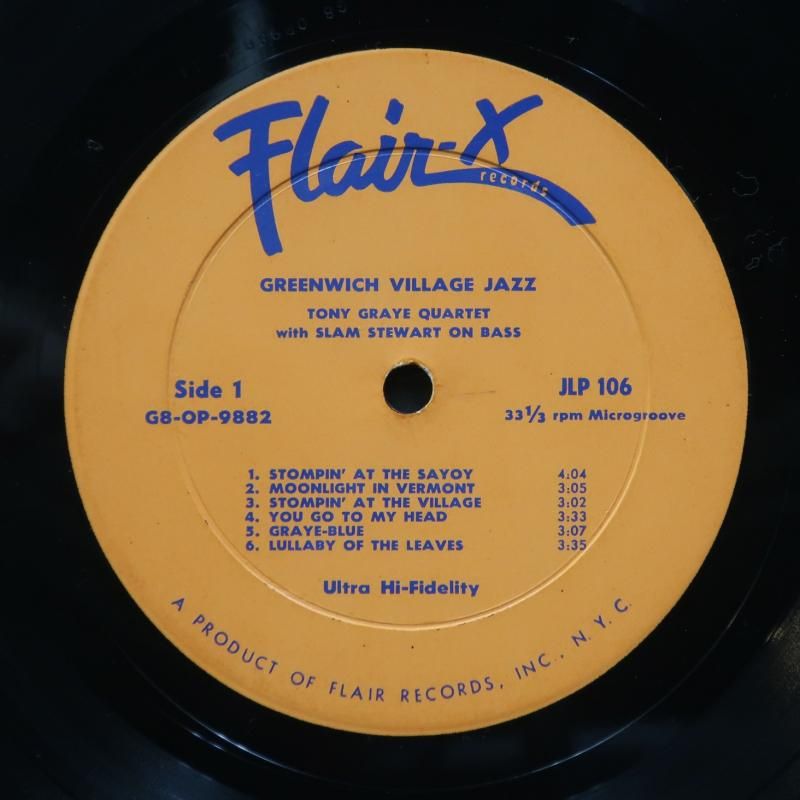 Flair-X
records
GREENWICH VILLAGE JAZZ
TONY GRAYE QUARTET
with SLAM STEWART ON BASS
Side 1
JLP 106
G8-OP-9882
33 1/3 rpm Microgroove
1. STOMPIN' AT THE SAYOY 4:04
2. MOONLIGHT IN VERMONT 3:05
3. STOMPIN' AT THE VILLAGE 3:02
4. YOU GO TO MY HEAD 3:33
5. GRAYE-BLUE 3:07
6. LULLABY OF THE LEAVES 3:35
Ultra Hi-Fidelity
A PRODUCT OF FLAIR RECORDS, INC., N. Y. C.